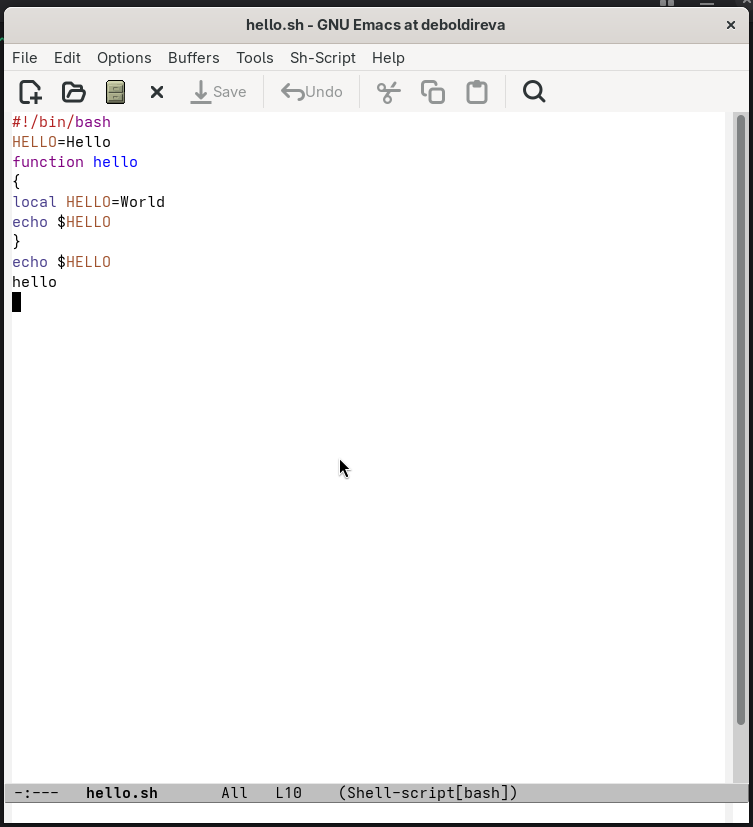 hello.sh - GNU Emacs at deboldireva
File Edit Options Buffers Tools Sh-Script Help
Save Undo
#!/bin/bash
HELLO=Hello
function hello
{
local HELLO=World
echo $HELLO
}
echo $HELLO
hello
-:--- hello.sh All L10 (Shell-script[bash])